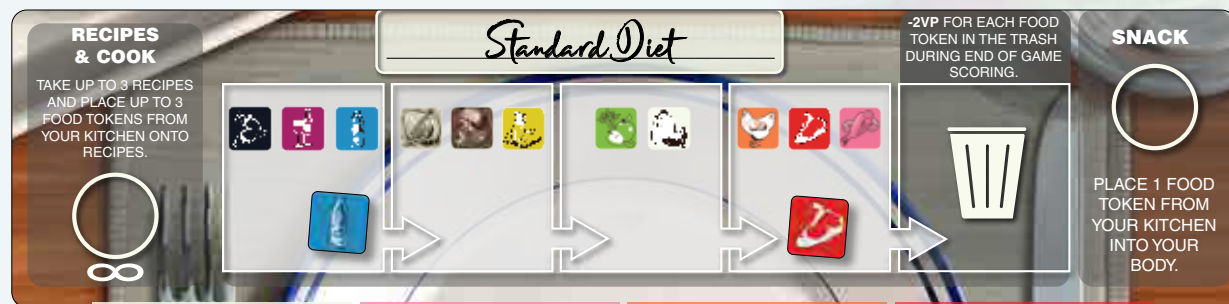 RECIPES
& COOK
TAKE UP TO 3 RECIPES
AND PLACE UP TO 3
FOOD TOKENS FROM
YOUR KITCHEN ONTO
RECIPES.
∞
Standard Diet
-2VP FOR EACH FOOD
TOKEN IN THE TRASH
DURING END OF GAME
SCORING.
SNACK
PLACE 1 FOOD
TOKEN FROM
YOUR KITCHEN
INTO YOUR
BODY.